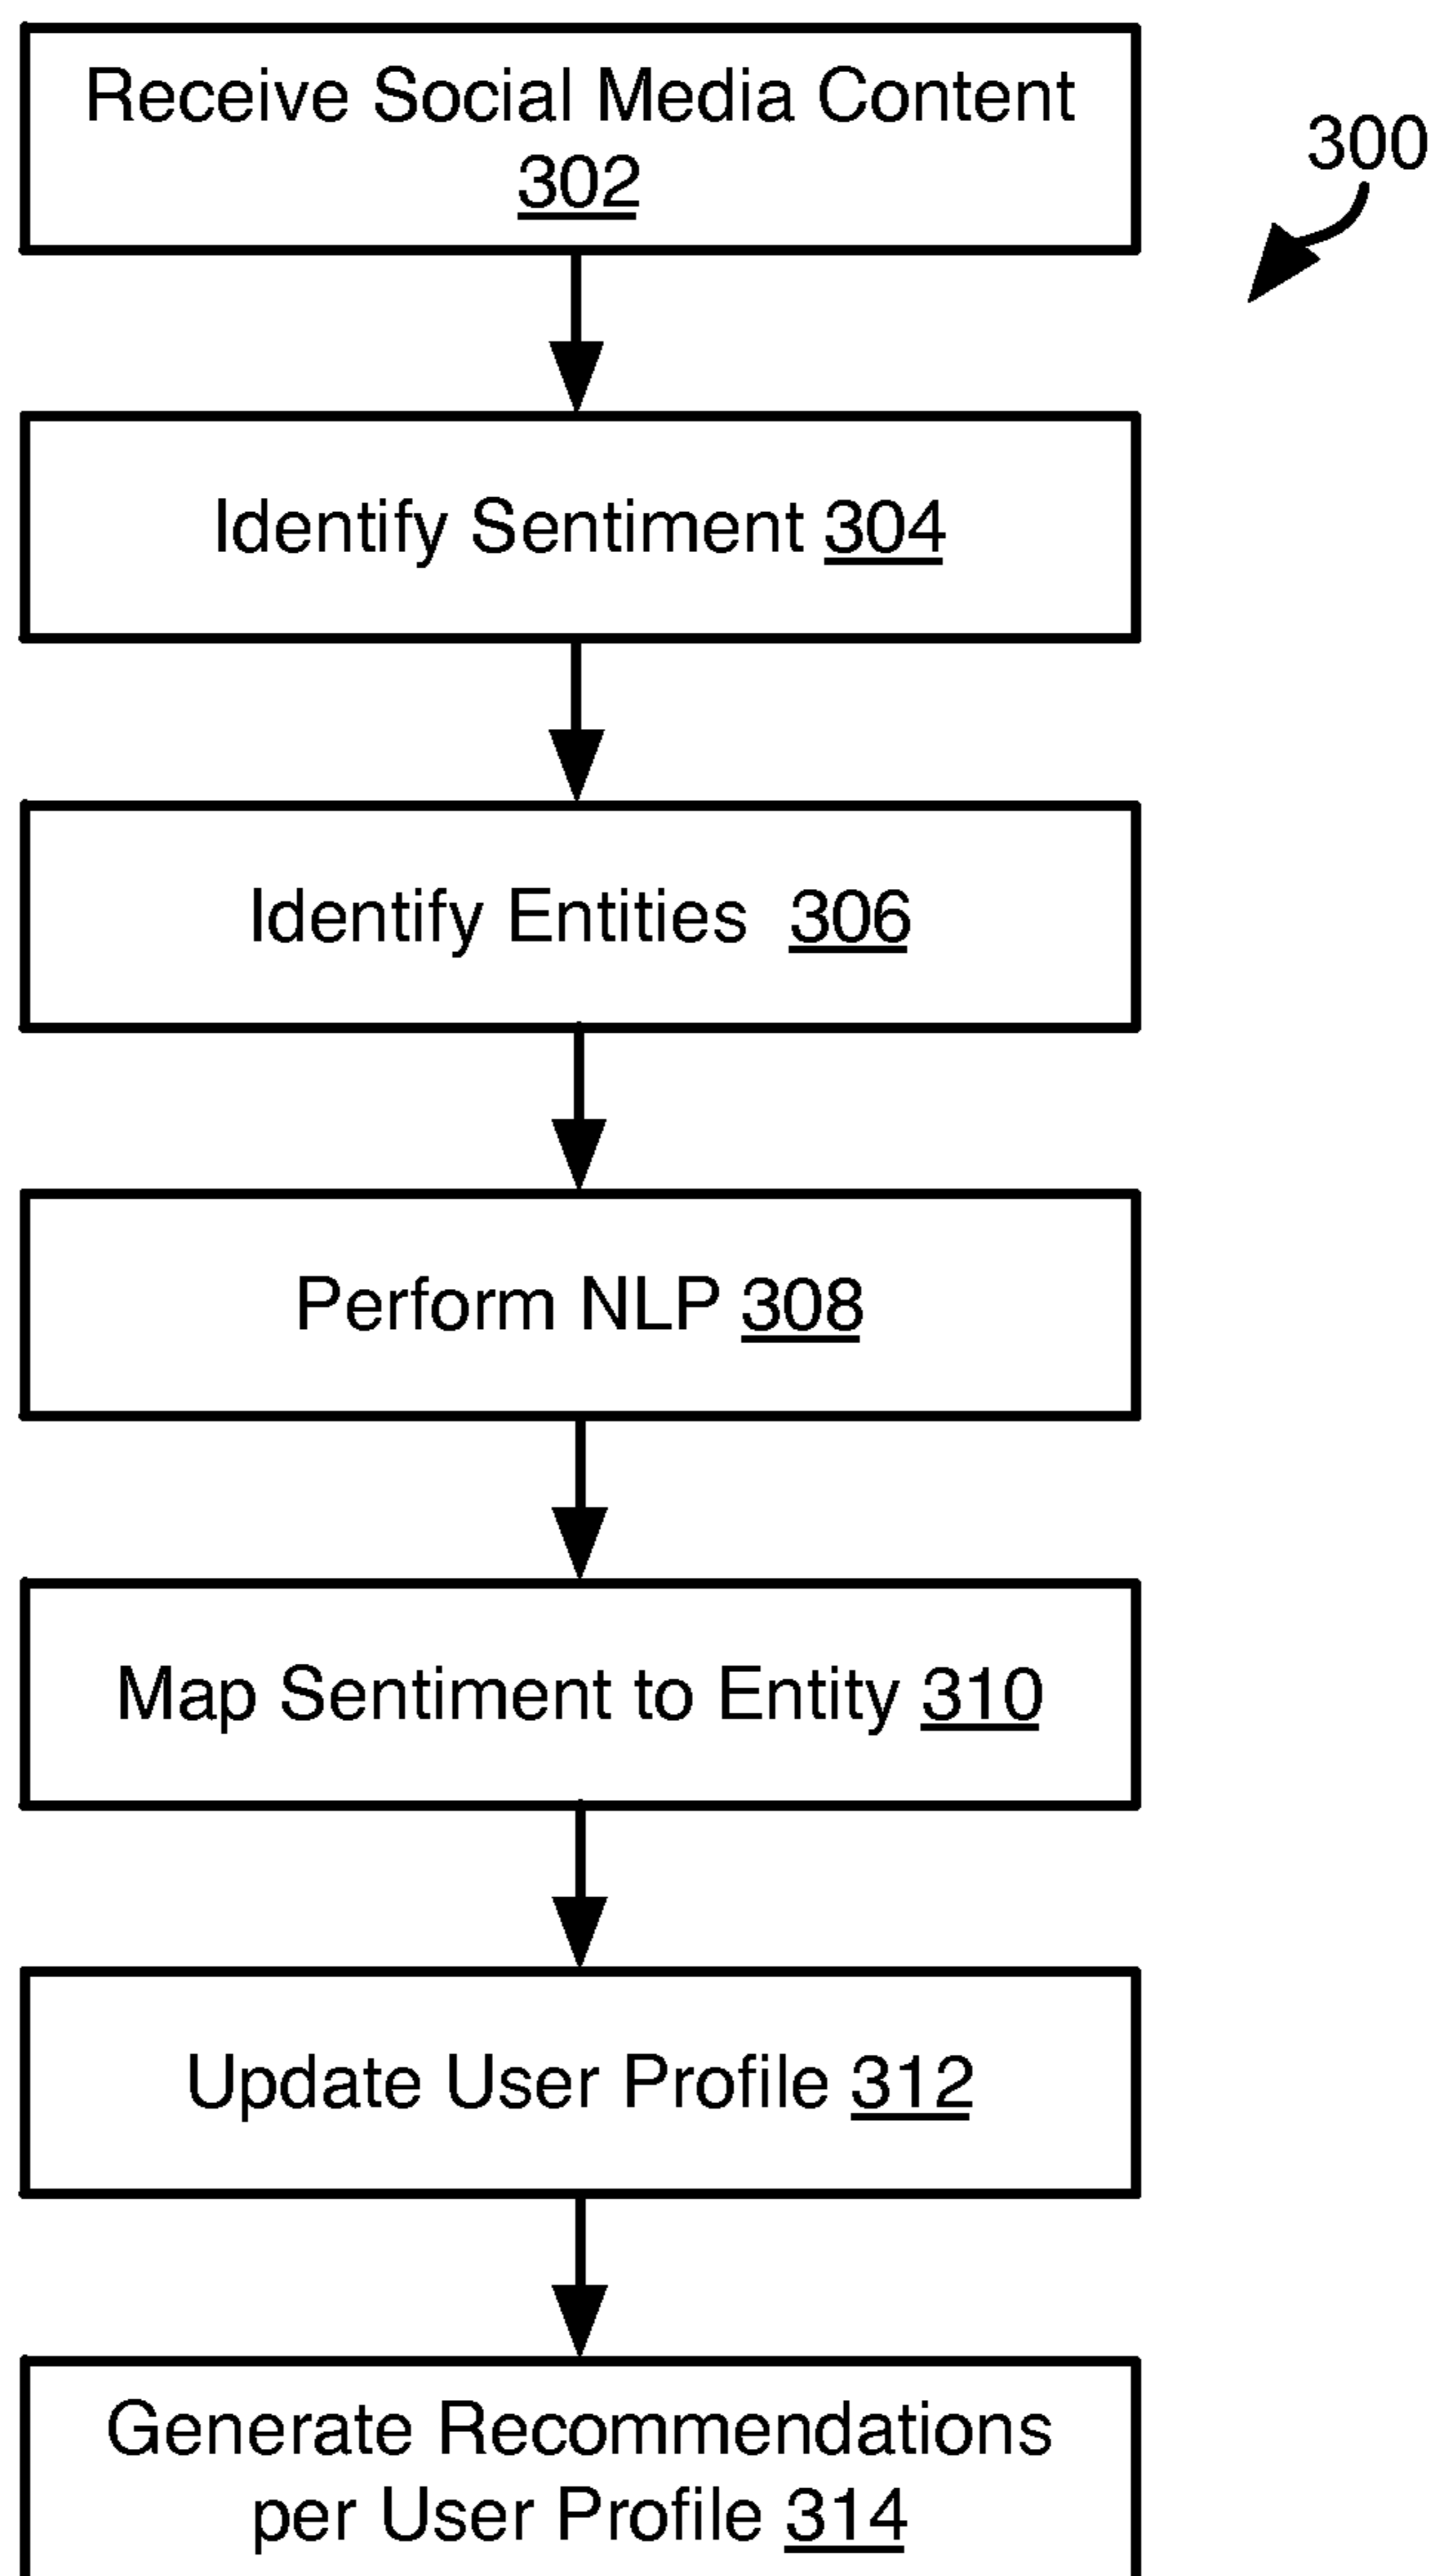 Receive Social Media Content
302
300
Identify Sentiment 304
Identify Entities 306
Perform NLP 308
Map Sentiment to Entity 310
Update User Profile 312
Generate Recommendations
per User Profile 314